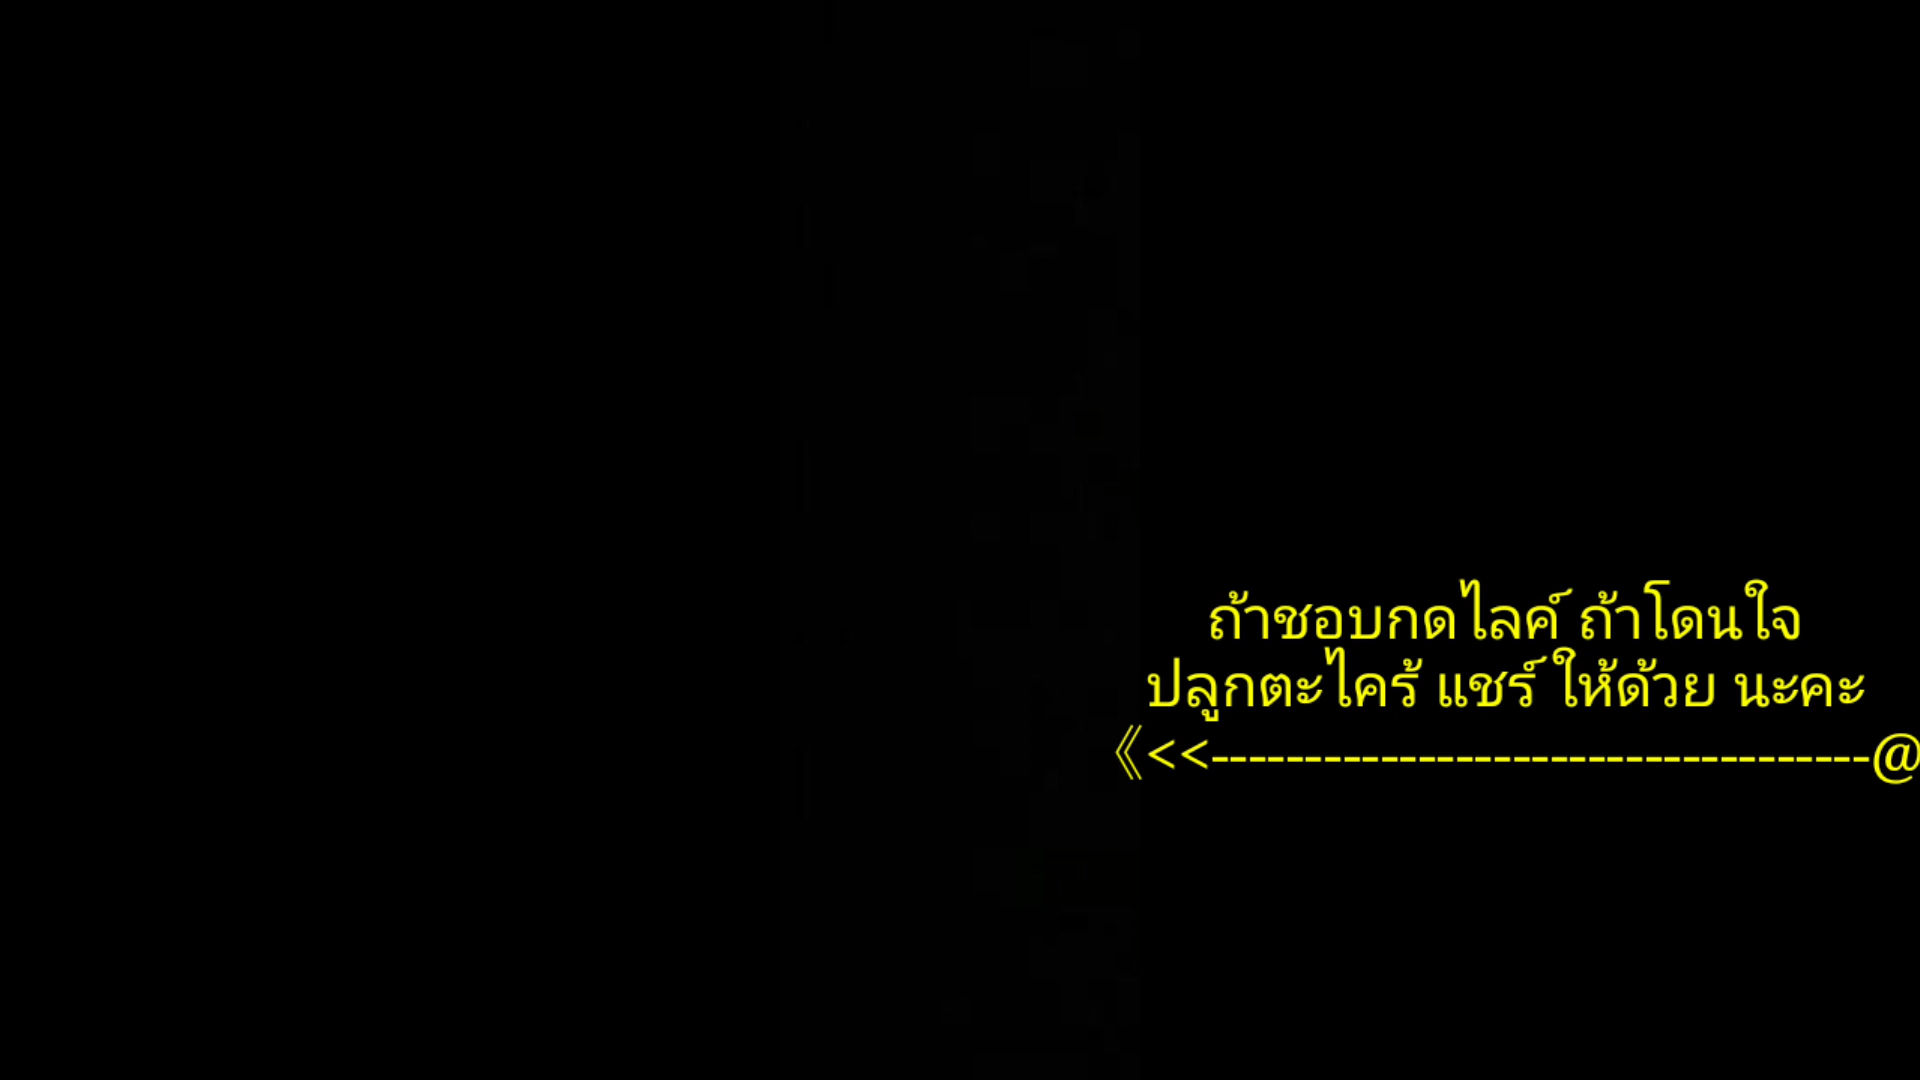 ถ้าชอบกดไลค์ ถ้าโดนใจ
ปลูกตะไคร้ แชร์ ให้ด้วย นะคะ
《<<-----------------------------------@